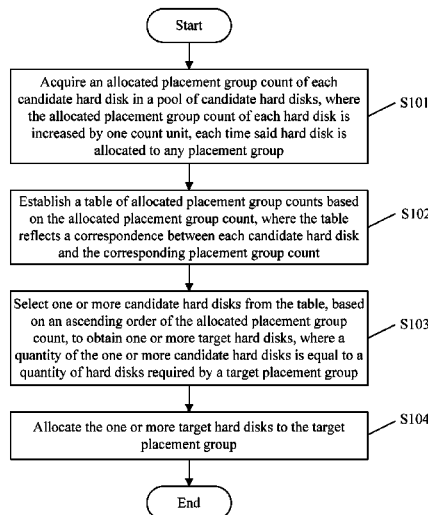 Start
Acquire an allocated placement group count of each
candidate hard disk in a pool of candidate hard disks, where
the allocated placement group count of each hard disk is
increased by one count unit, each time said hard disk is
allocated to any placement group
S101
Establish a table of allocated placement group counts based
on the allocated placement group count, where the table
reflects a correspondence between each candidate hard disk
and the corresponding placement group count
S102
Select one or more candidate hard disks from the table, based
on an ascending order of the allocated placement group
count, to obtain one or more target hard disks, where a
quantity of the one or more candidate hard disks is equal to a
quantity of hard disks required by a target placement group
S103
Allocate the one or more target hard disks to the target
placement group
S104
End